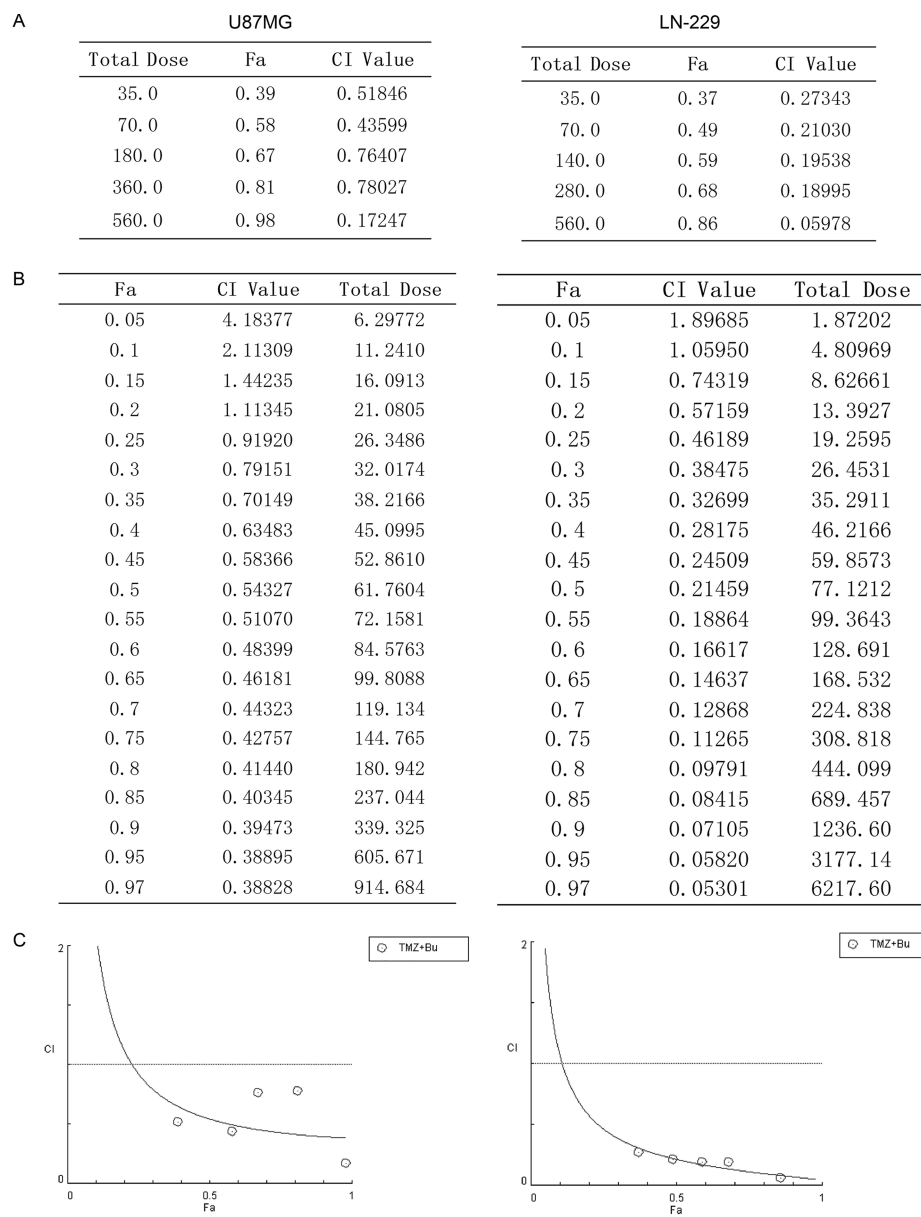 A
U87MG
Total Dose Fa CI Value
35.0 0.39 0.51846
70.0 0.58 0.43599
180.0 0.67 0.76407
360.0 0.81 0.78027
560.0 0.98 0.17247
LN-229
Total Dose Fa CI Value
35.0 0.37 0.27343
70.0 0.49 0.21030
140.0 0.59 0.19538
280.0 0.68 0.18995
560.0 0.86 0.05978
B
Fa CI Value Total Dose
0.05 4.18377 6.29772
0.1 2.11309 11.2410
0.15 1.44235 16.0913
0.2 1.11345 21.0805
0.25 0.91920 26.3486
0.3 0.79151 32.0174
0.35 0.70149 38.2166
0.4 0.63483 45.0995
0.45 0.58366 52.8610
0.5 0.54327 61.7604
0.55 0.51070 72.1581
0.6 0.48399 84.5763
0.65 0.46181 99.8088
0.7 0.44323 119.134
0.75 0.42757 144.765
0.8 0.41440 180.942
0.85 0.40345 237.044
0.9 0.39473 339.325
0.95 0.38895 605.671
0.97 0.38828 914.684
Fa CI Value Total Dose
0.05 1.89685 1.87202
0.1 1.05950 4.80969
0.15 0.74319 8.62661
0.2 0.57159 13.3927
0.25 0.46189 19.2595
0.3 0.38475 26.4531
0.35 0.32699 35.2911
0.4 0.28175 46.2166
0.45 0.24509 59.8573
0.5 0.21459 77.1212
0.55 0.18864 99.3643
0.6 0.16617 128.691
0.65 0.14637 168.532
0.7 0.12868 224.838
0.75 0.11265 308.818
0.8 0.09791 444.099
0.85 0.08415 689.457
0.9 0.07105 1236.60
0.95 0.05820 3177.14
0.97 0.05301 6217.60
C
2
TMZ+Bu
CI
0
0 0.5 1
Fa
2
TMZ+Bu
CI
0
0 0.5 1
Fa